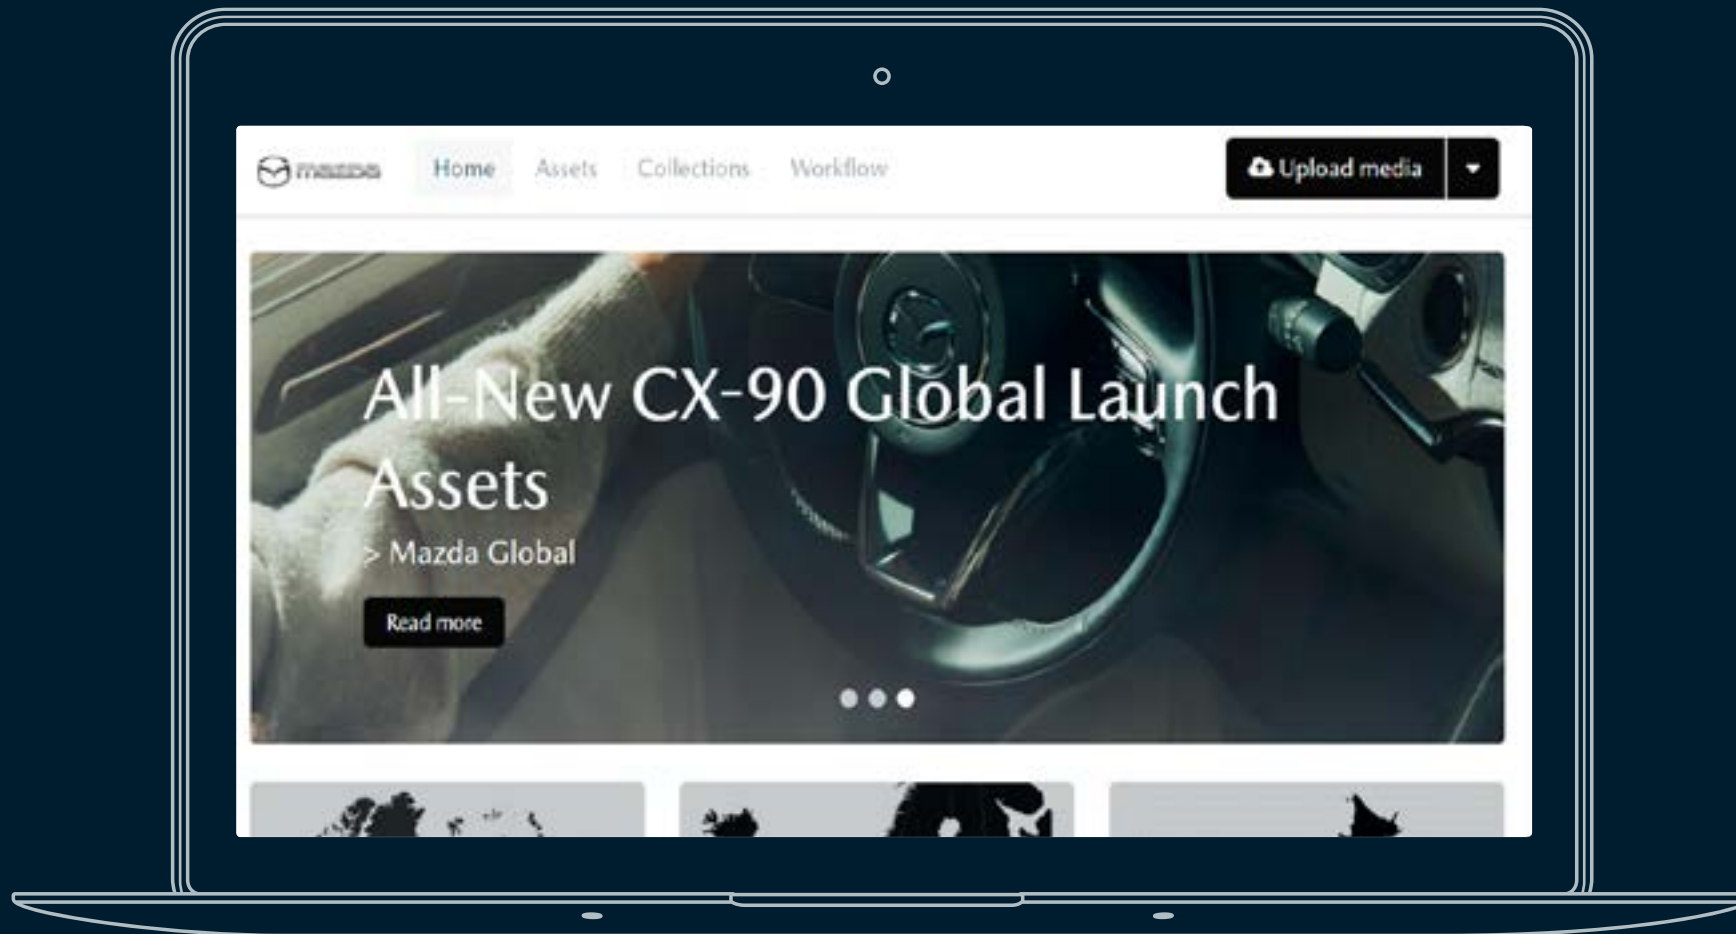 mazda
Home
Assets
Collections
Workflow
Upload media
All-New CX-90 Global Launch
Assets
> Mazda Global
Read more